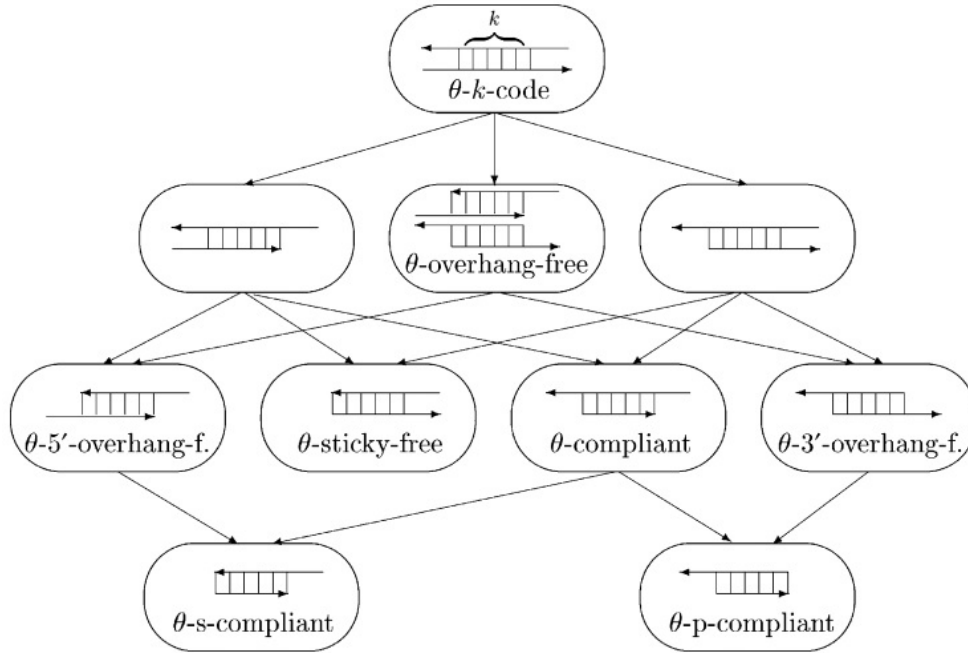 k
θ-k-code
θ-overhang-free
θ-5′-overhang-f.
θ-sticky-free
θ-compliant
θ-3′-overhang-f.
θ-s-compliant
θ-p-compliant